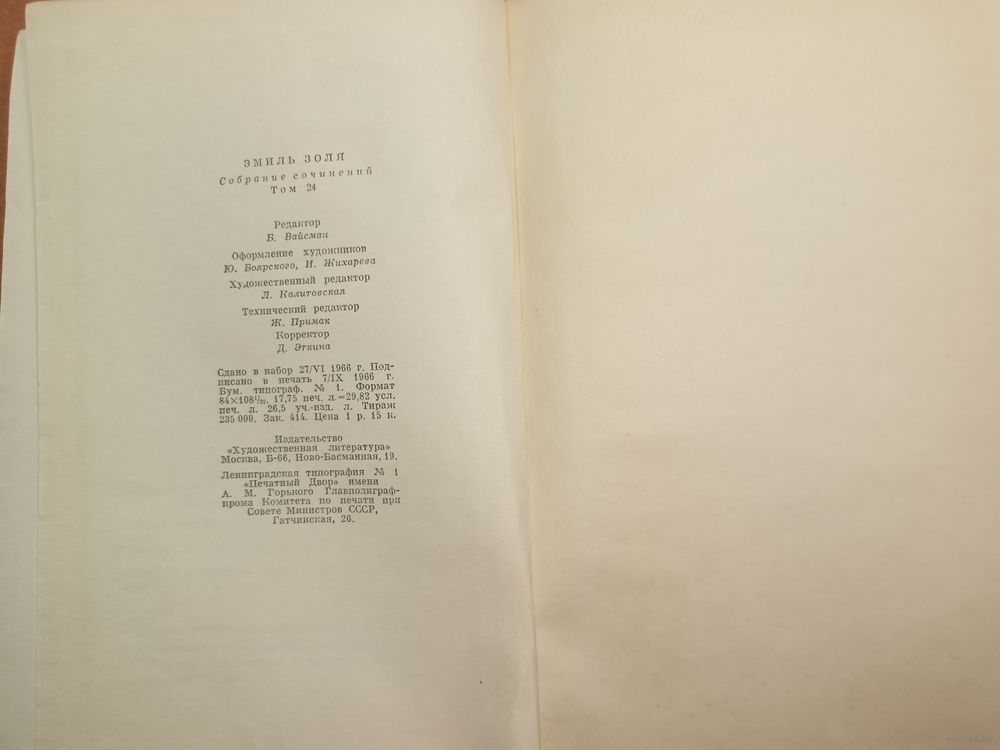 ЭМИЛЬ ЗОЛЯ
Собрание сочинений
Том 24
Редактор
Б. Вайсман
Оформление художников
Ю. Боярского, И. Жихарева
Художественный редактор
Л. Калитовская
Технический редактор
Ж. Примак
Корректор
Д. Эткина
Сдано в набор 27/VI 1966 г. Под-
писано в печать 7/IX 1966 г.
Бум. типограф. № 1. Формат
84×108¹/₃₂. 17,75 печ. л.=29,82 усл.
печ. л. 26,5 уч.-изд. л. Тираж
235 000. Зак. 414. Цена 1 р. 15 к.
Издательство
«Художественная литература»
Москва, Б-66, Ново-Басманная, 19.
Ленинградская типография № 1
«Печатный Двор» имени
А. М. Горького Главполиграф-
прома Комитета по печати при
Совете Министров СССР,
Гатчинская, 26.